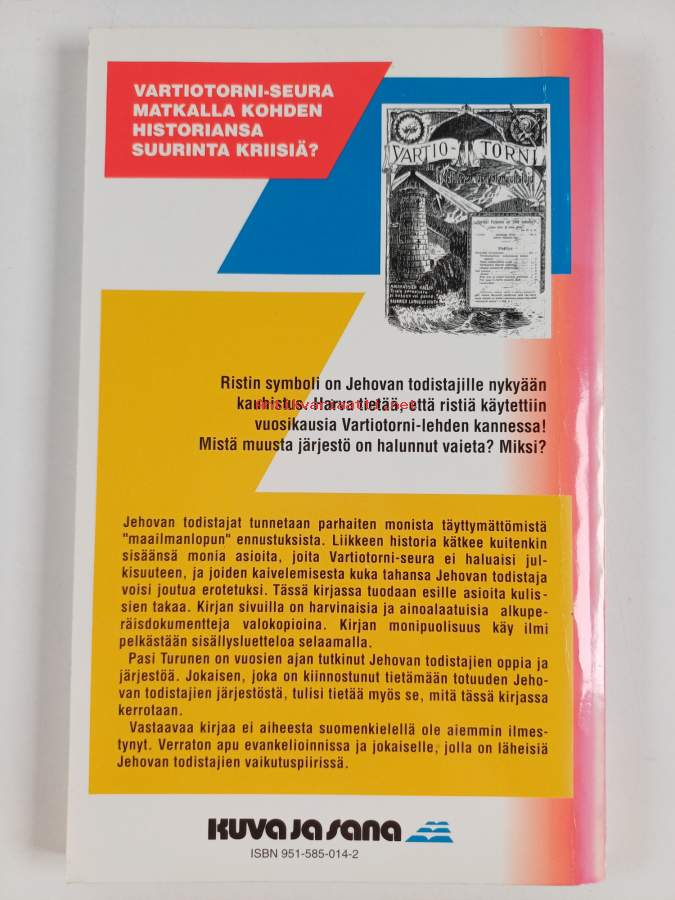 VARTIOTORNI-SEURA
MATKALLA KOHDEN
HISTORIANSA
SUURINTA KRIISIÄ?
VARTIO-TORNI
Ristin symboli on Jehovan todistajille nykyään
kauhistus. Harva tietää, että ristiä käytettiin
vuosikausia Vartiotorni-lehden kannessa!
Mistä muusta järjestö on halunnut vaieta? Miksi?
Jehovan todistajat tunnetaan parhaiten monista täyttymättömistä
"maailmanlopun" ennustuksista. Liikkeen historia kätkee kuitenkin
sisäänsä monia asioita, joita Vartiotorni-seura ei haluaisi jul-
kisuuteen, ja joiden kaivelemisesta kuka tahansa Jehovan todistaja
voisi joutua erotetuksi. Tässä kirjassa tuodaan esille asioita kulis-
sien takaa. Kirjan sivuilla on harvinaisia ja ainoalaatuisia alkupe-
räisdokumentteja valokopioina. Kirjan monipuolisuus käy ilmi
pelkästään sisällysluetteloa selaamalla.
Pasi Turunen on vuosien ajan tutkinut Jehovan todistajien oppia ja
järjestöä. Jokaisen, joka on kiinnostunut tietämään totuuden Jeho-
van todistajien järjestöstä, tulisi tietää myös se, mitä tässä kirjassa
kerrotaan.
Vastaavaa kirjaa ei aiheesta suomenkielellä ole aiemmin ilmes-
tynyt. Verraton apu evankelioinnissa ja jokaiselle, jolla on läheisiä
Jehovan todistajien vaikutuspiirissä.
KUVA JA SANA
ISBN 951-585-014-2